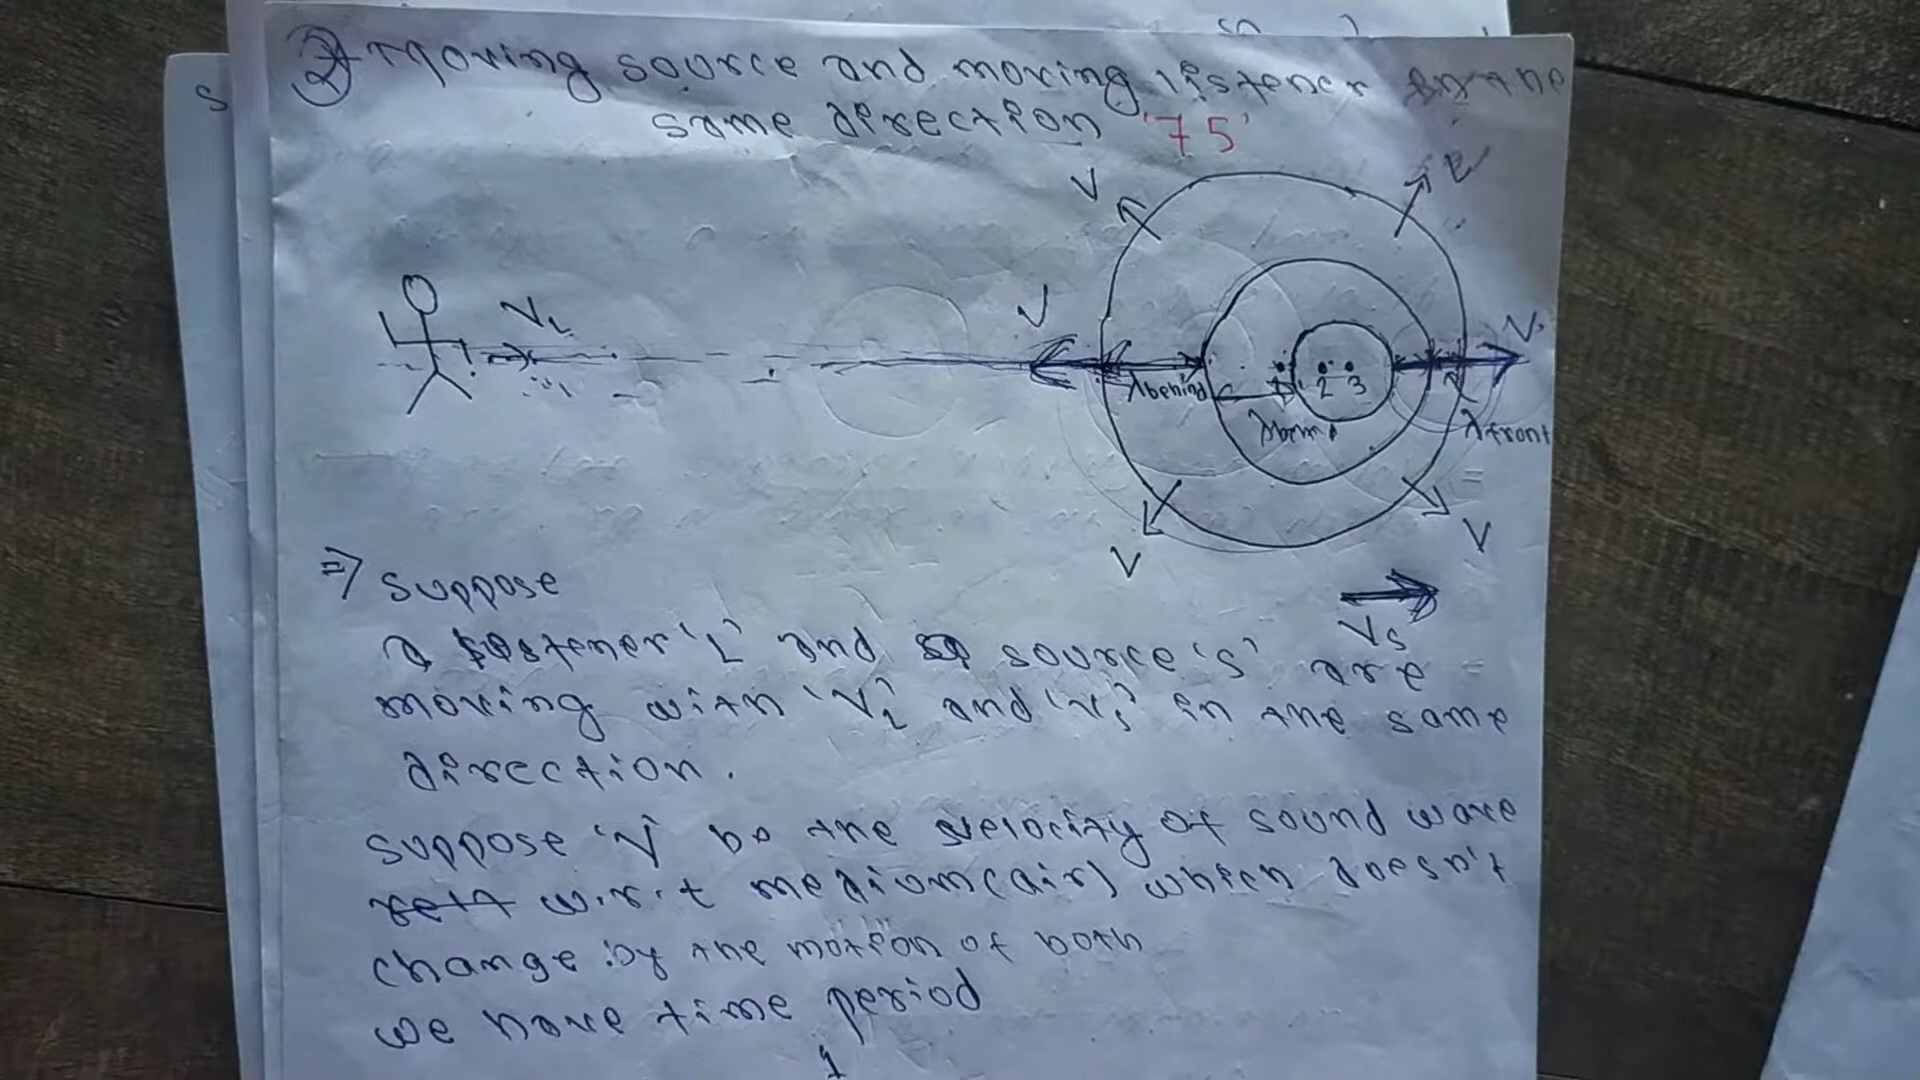 2) Moving source and moving listener in the
same direction '75'
V
V
VL
V
V
λbehind
1 2 3
λfront
V
V
Vs
=> suppose
a listener 'L' and source 's' are
moving with 'VL' and 'Vs' in the same
direction.
suppose 'V' be the velocity of sound wave
w.r.t medium (air) which doesn't
change by the motion of both
we have time period
1